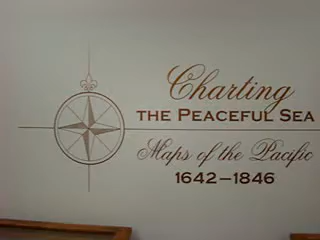 Charting
THE PEACEFUL SEA
Maps of the Pacific
1642–1846